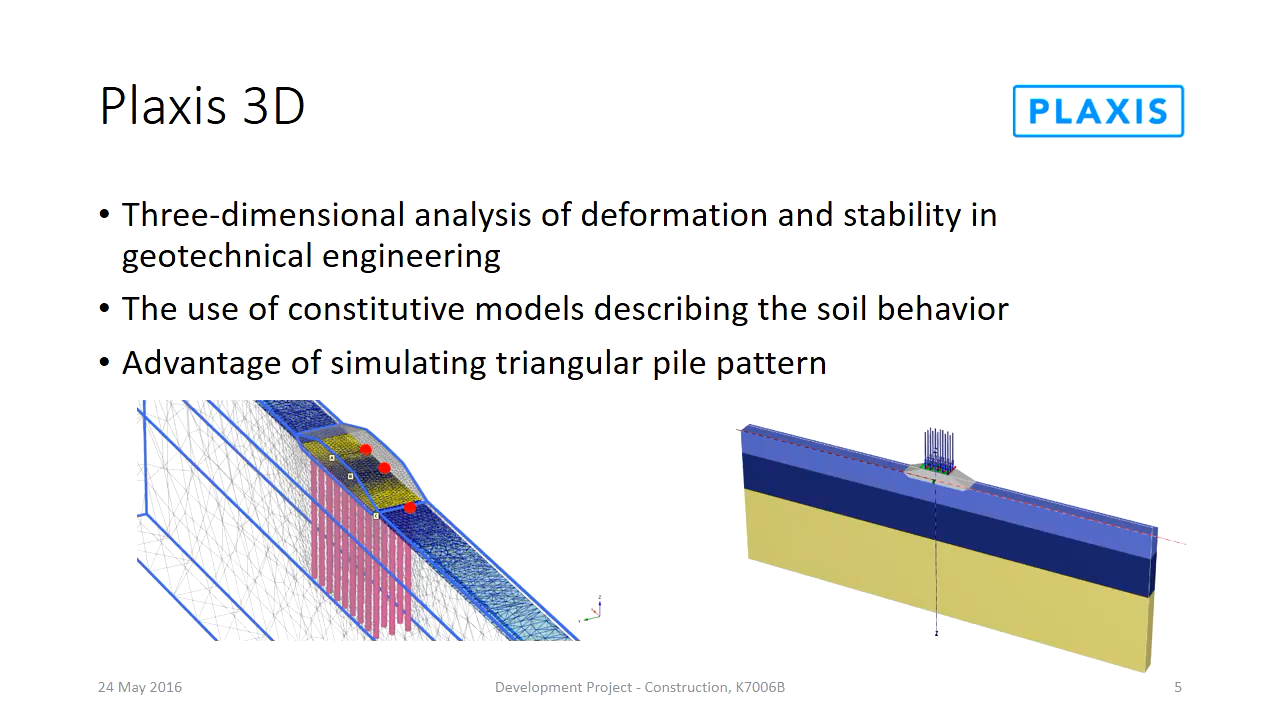 Plaxis 3D
PLAXIS
• Three-dimensional analysis of deformation and stability in
geotechnical engineering
• The use of constitutive models describing the soil behavior
• Advantage of simulating triangular pile pattern
24 May 2016
Development Project - Construction, K7006B
5